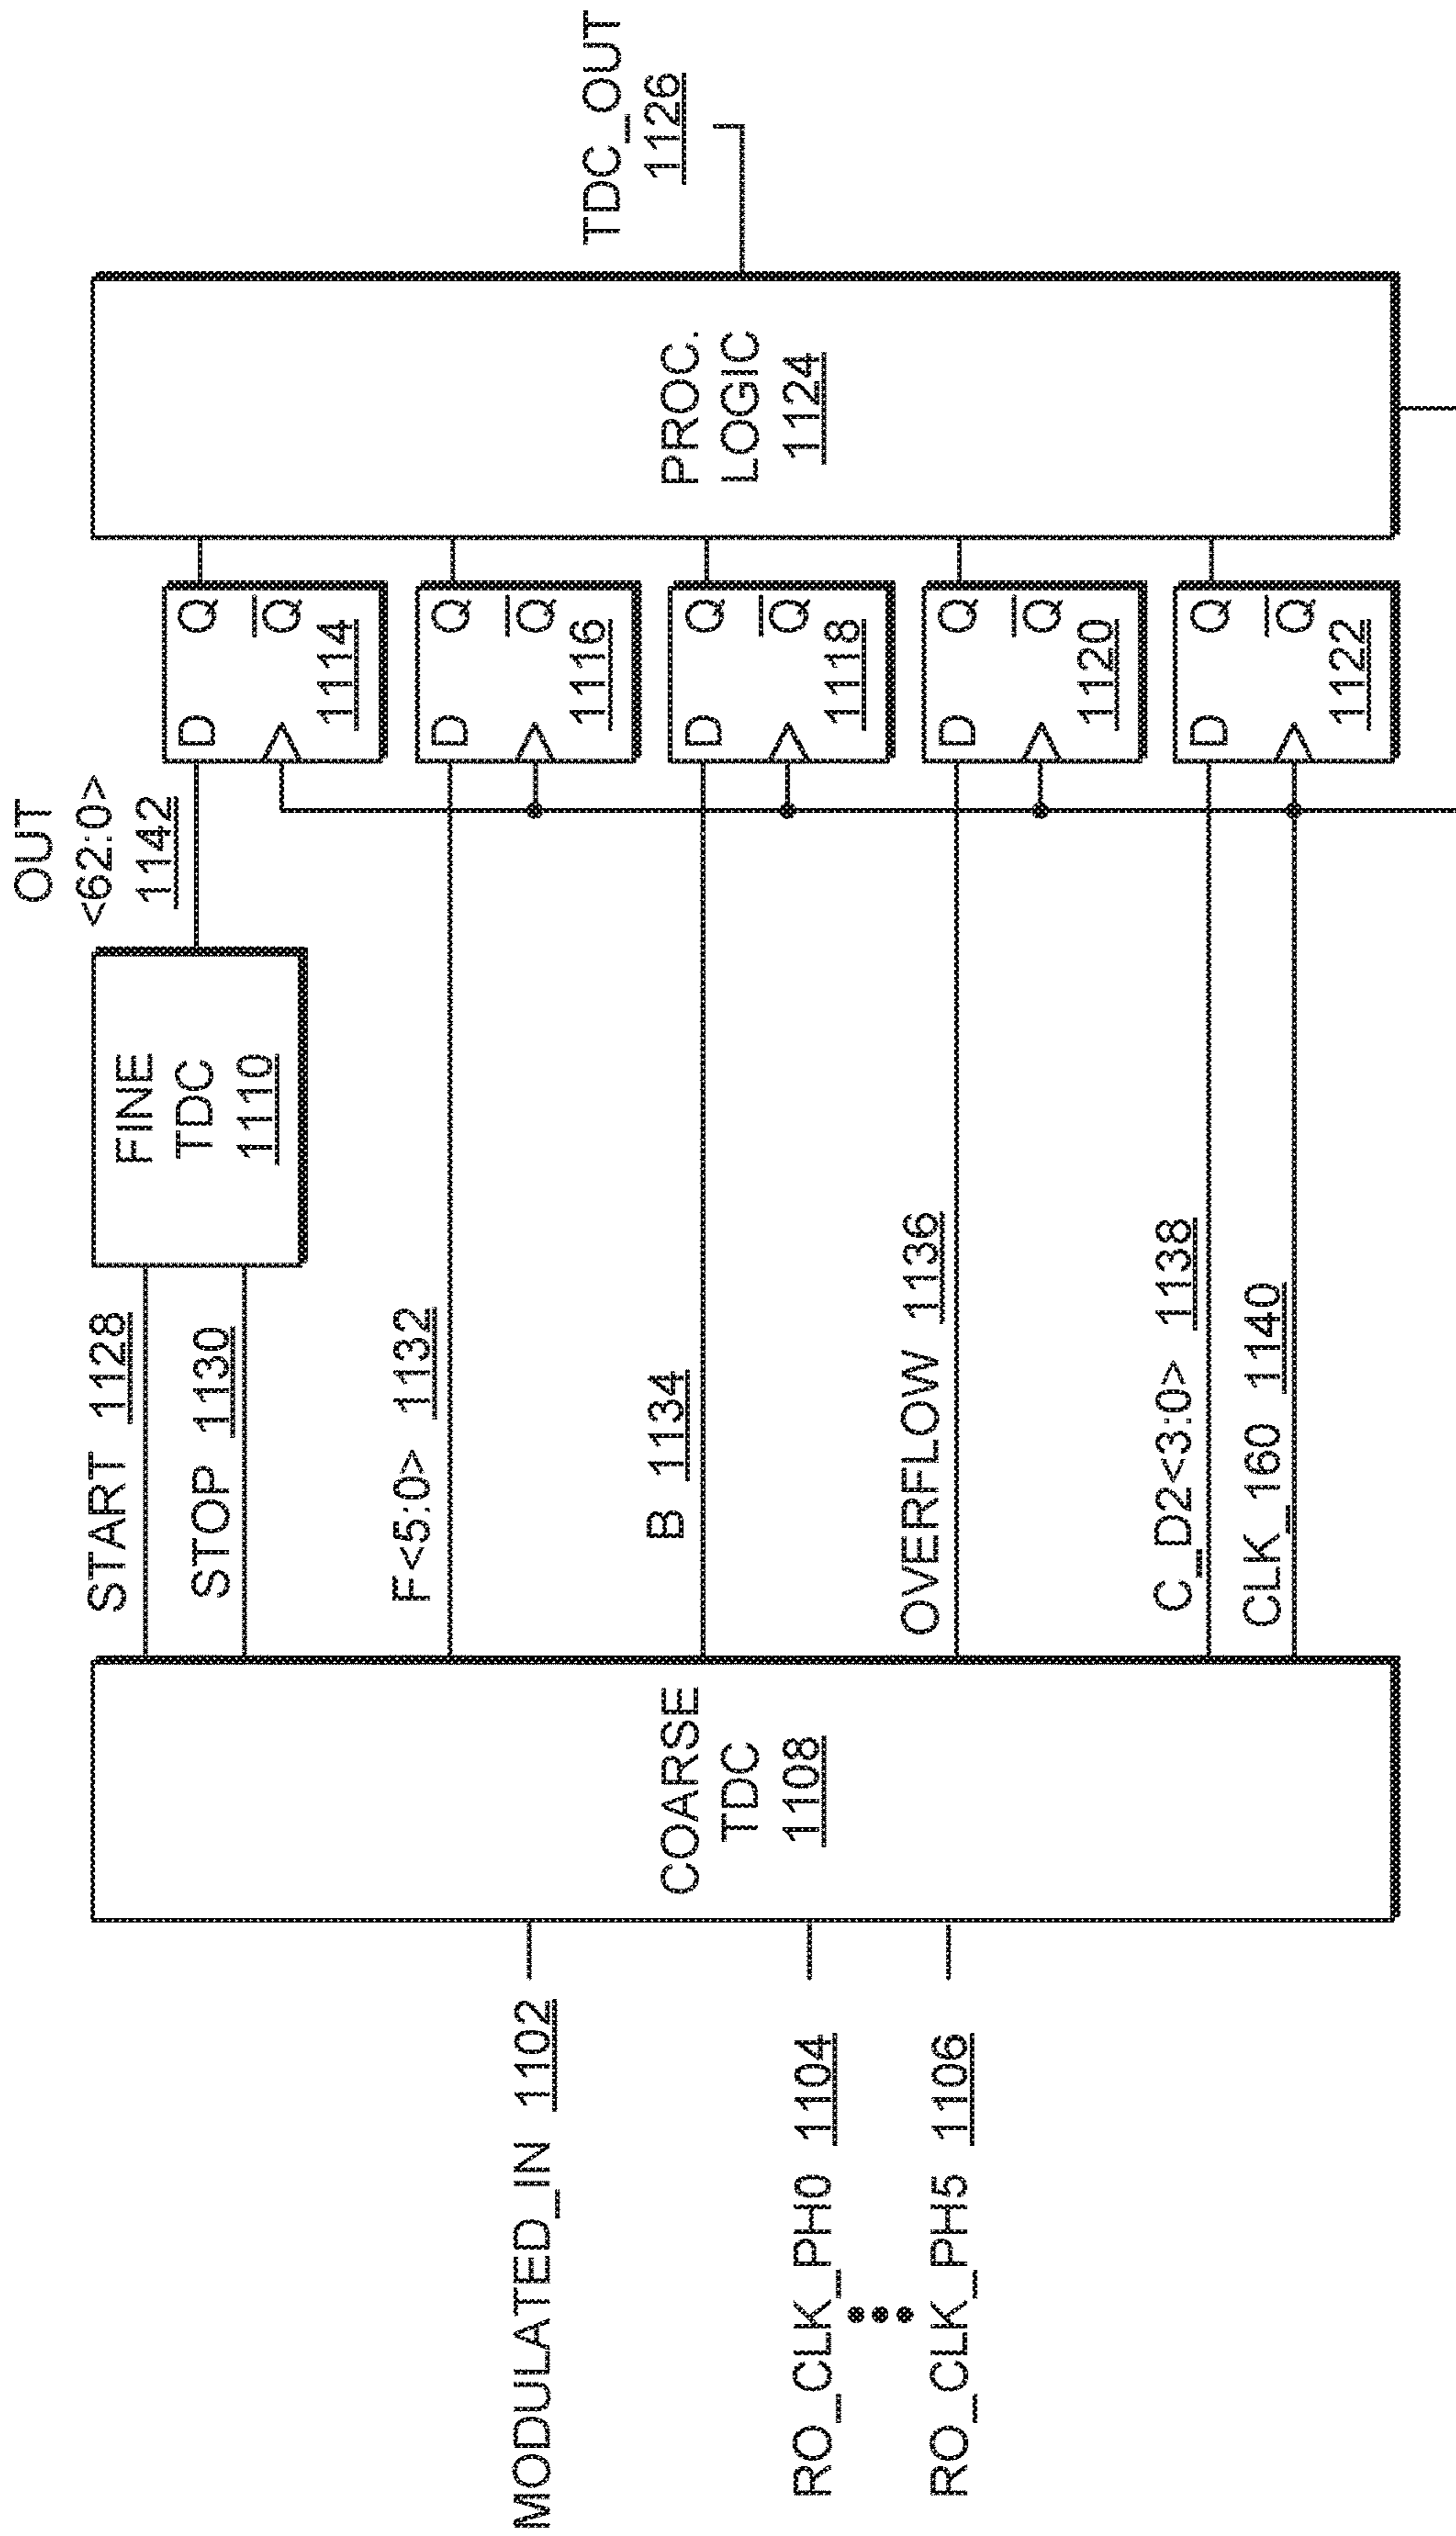 MODULATED_IN 1102
RO_CLK_PH0 1104
RO_CLK_PH5 1106
COARSE
TDC
1108
START 1128
STOP 1130
F<5:0> 1132
B 1134
OVERFLOW 1136
C_D2<3:0> 1138
CLK_160 1140
FINE
TDC
1110
OUT
<62:0>
1142
D Q
Q
1114
D Q
Q
1116
D Q
Q
1118
D Q
Q
1120
D Q
Q
1122
PROC.
LOGIC
1124
TDC_OUT
1126